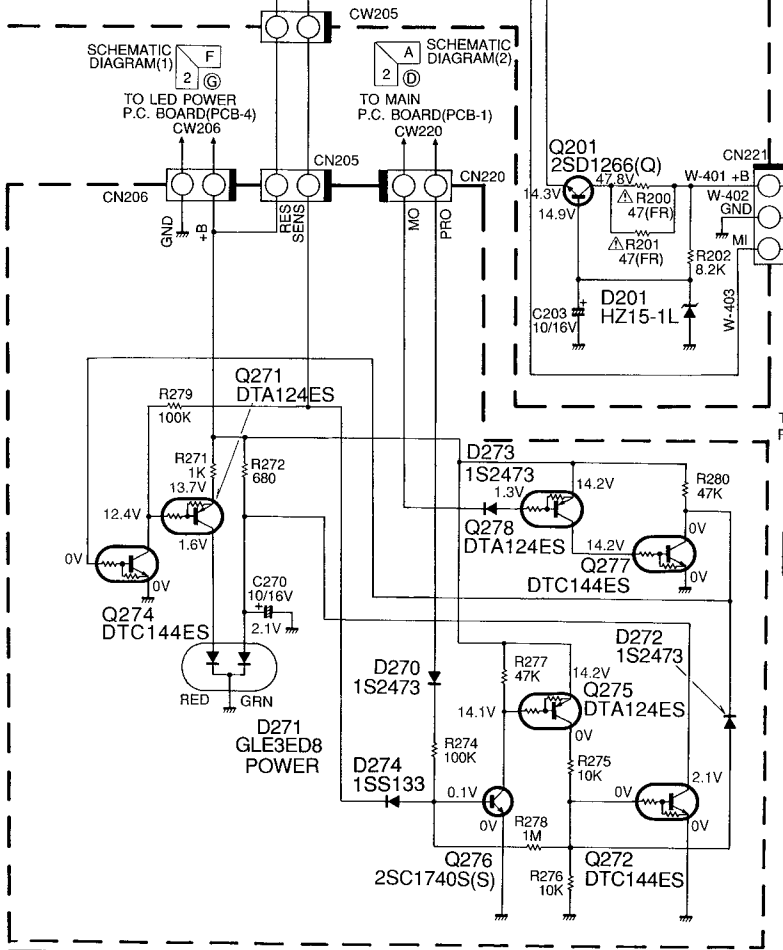 CW205
SCHEMATIC
DIAGRAM(1)
F
2
G
TO LED POWER
P.C. BOARD(PCB-4)
CW206
A
2
D
SCHEMATIC
DIAGRAM(2)
TO MAIN
P.C. BOARD(PCB-1)
CW220
CN206
CN205
CN220
GND
+B
RES
SENS
MO
PRO
Q201
2SD1266(Q)
14.3V
47.8V
14.9V
R200
47(FR)
R201
47(FR)
W-401 +B
W-402
GND
MI
CN221
R202
8.2K
C203
10/16V
+
D201
HZ15-1L
W-403
R279
100K
Q271
DTA124ES
R271
1K
13.7V
R272
680
12.4V
1.6V
0V
0V
Q274
DTC144ES
C270
10/16V
+
2.1V
RED
GRN
D271
GLE3ED8
POWER
D273
1S2473
1.3V
14.2V
Q278
DTA124ES
R280
47K
14.2V
0V
0V
Q277
DTC144ES
D270
1S2473
R274
100K
D274
1SS133
R277
47K
14.1V
14.2V
Q275
DTA124ES
0V
R275
10K
D272
1S2473
0.1V
0V
Q276
2SC1740S(S)
R278
1M
R276
10K
0V
2.1V
0V
Q272
DTC144ES